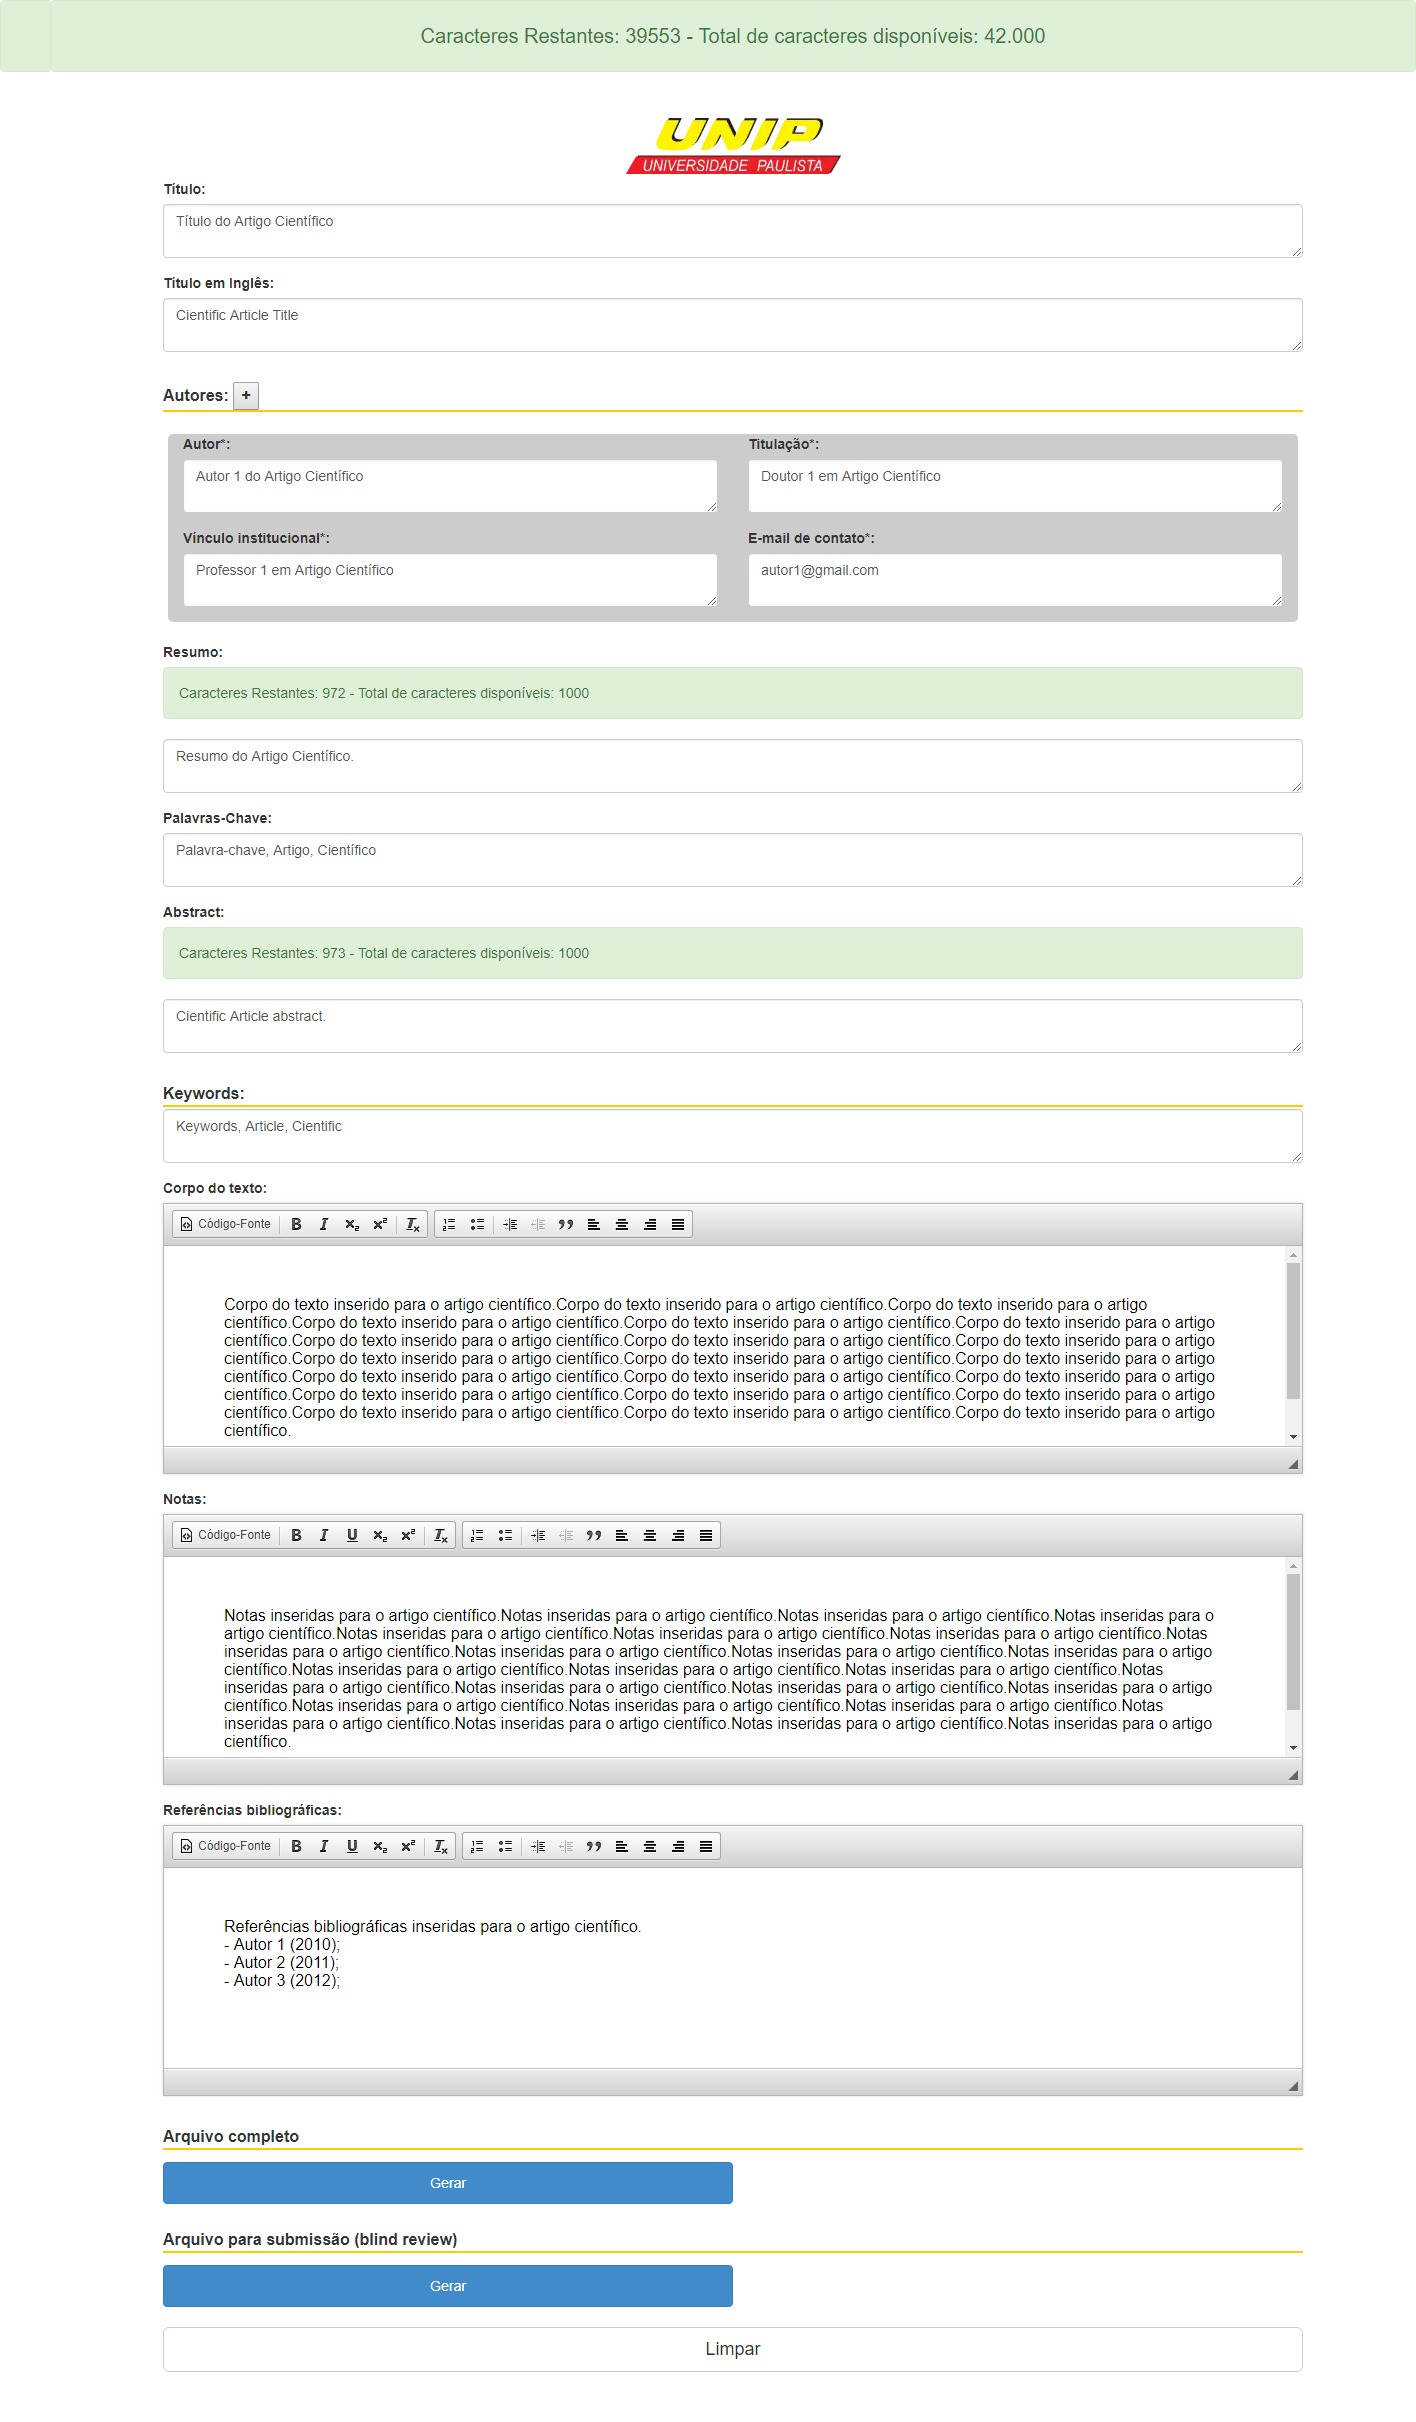 Caracteres Restantes: 39553 - Total de caracteres disponíveis: 42.000
UNIP
UNIVERSIDADE PAULISTA
Título:
Título do Artigo Científico
Título em Inglês:
Cientific Article Title
Autores: +
Autor*: Titulação*:
Autor 1 do Artigo Científico Doutor 1 em Artigo Científico
Vínculo institucional*: E-mail de contato*:
Professor 1 em Artigo Científico autor1@gmail.com
Resumo:
Caracteres Restantes: 972 - Total de caracteres disponíveis: 1000
Resumo do Artigo Científico.
Palavras-Chave:
Palavra-chave, Artigo, Científico
Abstract:
Caracteres Restantes: 973 - Total de caracteres disponíveis: 1000
Cientific Article abstract.
Keywords:
Keywords, Article, Cientific
Corpo do texto:
Código-Fonte
Corpo do texto inserido para o artigo científico.Corpo do texto inserido para o artigo científico.Corpo do texto inserido para o artigo
científico.Corpo do texto inserido para o artigo científico.Corpo do texto inserido para o artigo científico.Corpo do texto inserido para o artigo
científico.Corpo do texto inserido para o artigo científico.Corpo do texto inserido para o artigo científico.Corpo do texto inserido para o artigo
científico.Corpo do texto inserido para o artigo científico.Corpo do texto inserido para o artigo científico.Corpo do texto inserido para o artigo
científico.Corpo do texto inserido para o artigo científico.Corpo do texto inserido para o artigo científico.Corpo do texto inserido para o artigo
científico.Corpo do texto inserido para o artigo científico.Corpo do texto inserido para o artigo científico.Corpo do texto inserido para o artigo
científico.Corpo do texto inserido para o artigo científico.Corpo do texto inserido para o artigo científico.Corpo do texto inserido para o artigo
científico.
Notas:
Código-Fonte
Notas inseridas para o artigo científico.Notas inseridas para o artigo científico.Notas inseridas para o artigo científico.Notas inseridas para o
artigo científico.Notas inseridas para o artigo científico.Notas inseridas para o artigo científico.Notas inseridas para o artigo científico.Notas
inseridas para o artigo científico.Notas inseridas para o artigo científico.Notas inseridas para o artigo científico.Notas inseridas para o artigo
científico.Notas inseridas para o artigo científico.Notas inseridas para o artigo científico.Notas inseridas para o artigo científico.Notas
inseridas para o artigo científico.Notas inseridas para o artigo científico.Notas inseridas para o artigo científico.Notas inseridas para o artigo
científico.Notas inseridas para o artigo científico.Notas inseridas para o artigo científico.Notas inseridas para o artigo científico.Notas
inseridas para o artigo científico.Notas inseridas para o artigo científico.Notas inseridas para o artigo científico.Notas inseridas para o artigo
científico.
Referências bibliográficas:
Código-Fonte
Referências bibliográficas inseridas para o artigo científico.
- Autor 1 (2010);
- Autor 2 (2011);
- Autor 3 (2012);
Arquivo completo
Gerar
Arquivo para submissão (blind review)
Gerar
Limpar